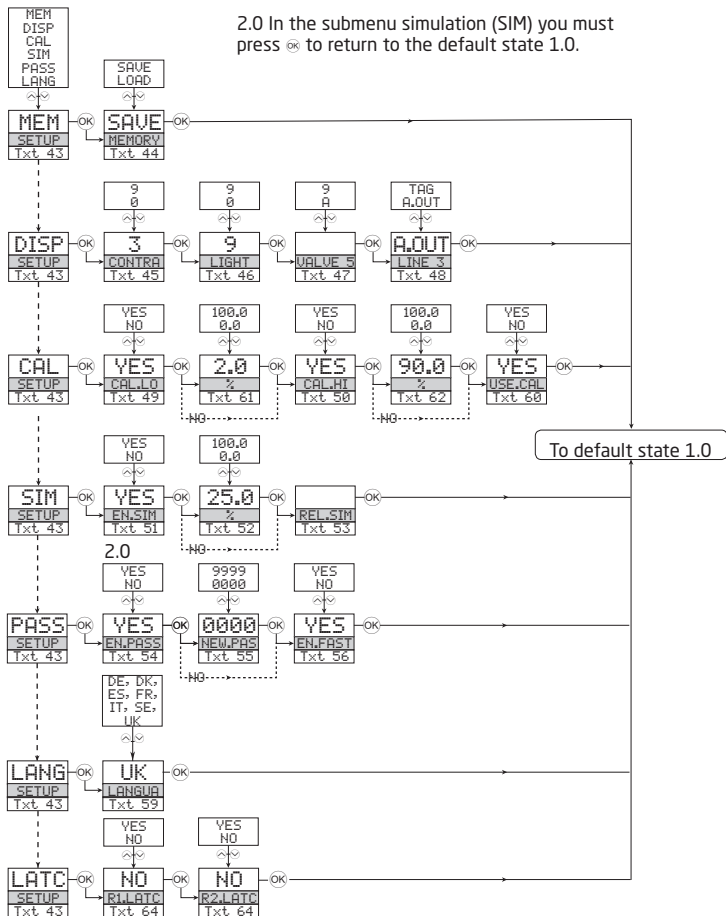 2.0 In the submenu simulation (SIM) you must
press OK to return to the default state 1.0.
MEM
DISP
CAL
SIM
PASS
LANG
SAVE
LOAD
MEM OK SAVE OK
SETUP MEMORY
Txt 43 Txt 44
9 9 9 TAG
0 0 A A.OUT
DISP OK 3 OK 9 OK OK A.OUT OK
SETUP CONTRA LIGHT VALVE 5 LINE 3
Txt 43 Txt 45 Txt 46 Txt 47 Txt 48
YES 100.0 YES 100.0 YES
NO 0.0 NO 0.0 NO
CAL OK YES OK 2.0 OK YES OK 90.0 OK YES OK
SETUP CAL.LO % CAL.HI % USE.CAL
Txt 43 Txt 49 Txt 61 Txt 50 Txt 62 Txt 60
NO NO
To default state 1.0
YES 100.0
NO 0.0
SIM OK YES OK 25.0 OK OK
SETUP EN.SIM % REL.SIM
Txt 43 Txt 51 Txt 52 Txt 53
NO
2.0
YES 9999 YES
NO 0000 NO
PASS OK YES OK 0000 OK YES OK
SETUP EN.PASS NEW.PAS EN.FAST
Txt 43 Txt 54 Txt 55 Txt 56
NO
DE, DK,
ES, FR,
IT, SE,
UK
LANG OK UK OK
SETUP LANGUA
Txt 43 Txt 59
YES YES
NO NO
LATC OK NO OK NO OK
SETUP R1.LATC R2.LATC
Txt 43 Txt 64 Txt 64